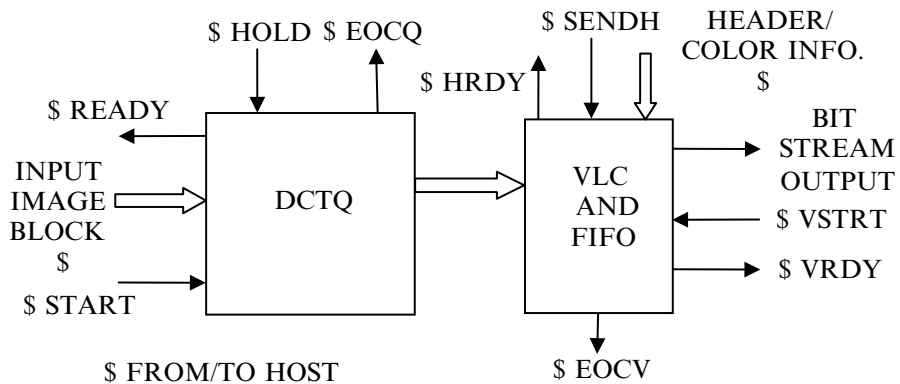 $ HOLD
$ EOCQ
$ SENDH
HEADER/
COLOR INFO.
$
$ HRDY
$ READY
INPUT
IMAGE
BLOCK
$
$ START
DCTQ
VLC
AND
FIFO
BIT
STREAM
OUTPUT
$ VSTRT
$ VRDY
$ EOCV
$ FROM/TO HOST